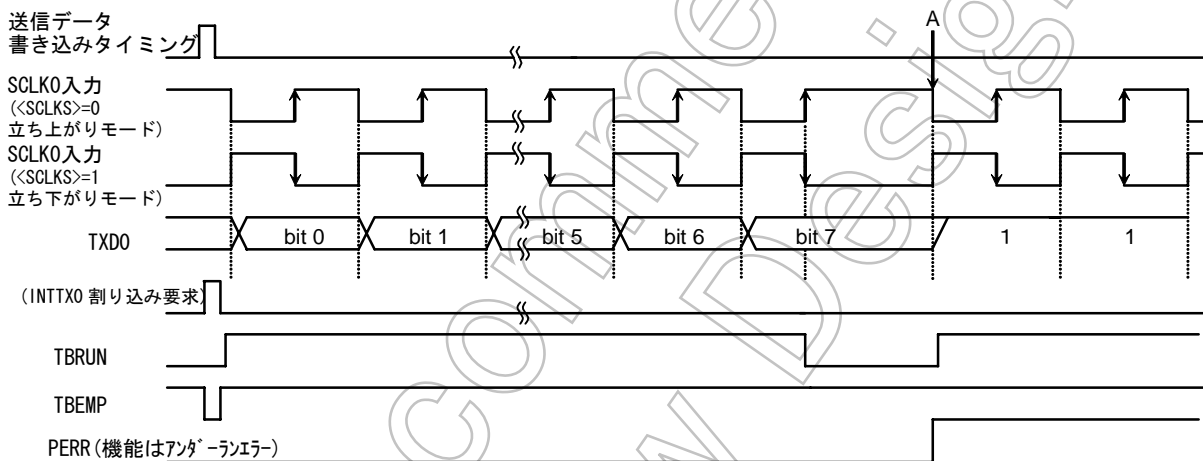 送信データ
書き込みタイミング
A
SCLK0入力
(<SCLKS>=0
立ち上がりモード)
SCLK0入力
(<SCLKS>=1
立ち下がりモード)
TXD0 bit 0 bit 1 bit 5 bit 6 bit 7 1 1
(INTTX0 割り込み要求)
TBRUN
TBEMP
PERR(機能はｱﾝﾀﾞｰﾗﾝｴﾗｰ)